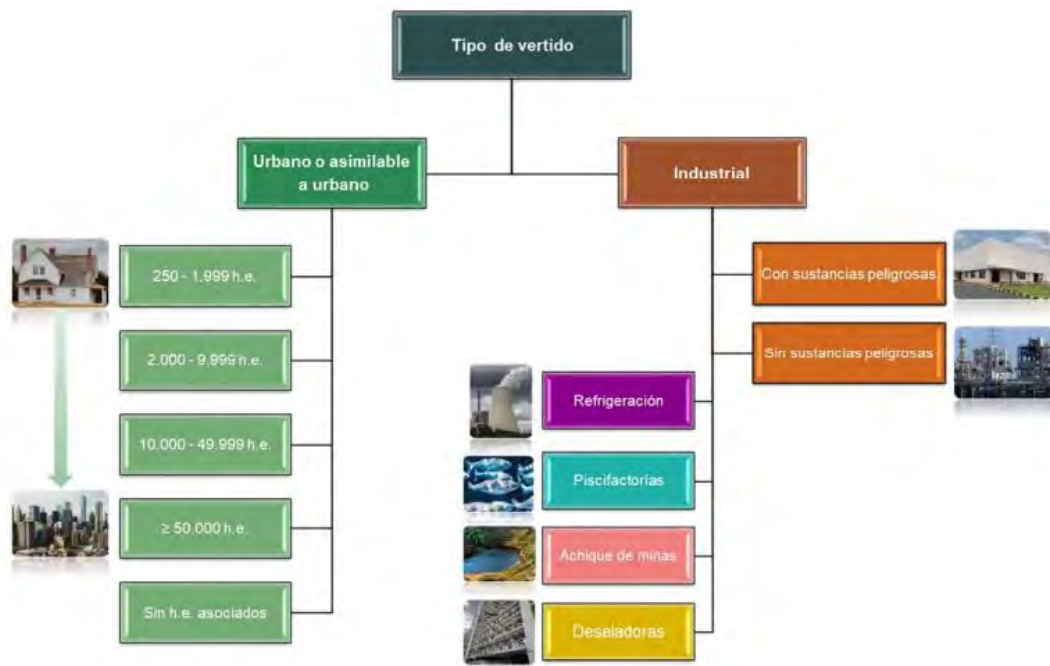 Tipo de vertido
Urbano o asimilable
a urbano
250 - 1.999 h.e.
2.000 - 9.999 h.e.
10.000 - 49.999 h.e.
≥ 50.000 h.e.
Sin h.e. asociados
Industrial
Con sustancias peligrosas
Sin sustancias peligrosas
Refrigeración
Piscifactorías
Achique de minas
Desaladoras